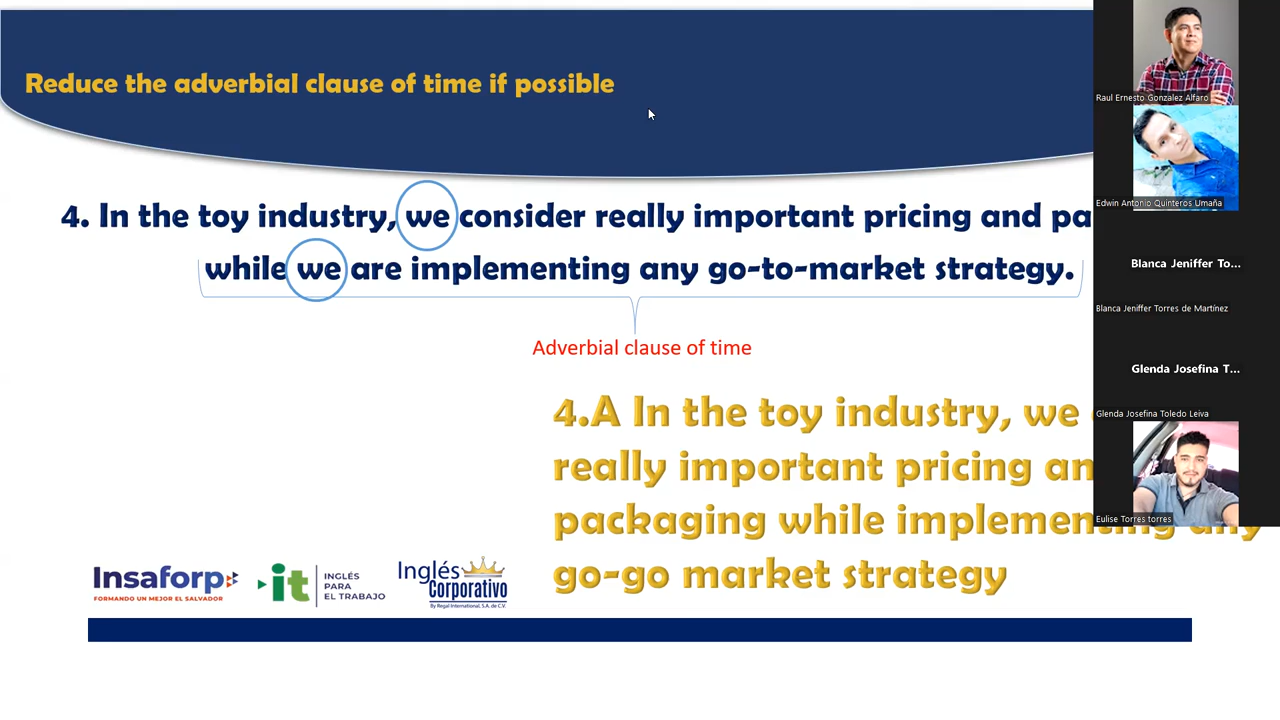 Reduce the adverbial clause of time if possible
4. In the toy industry, we consider really important pricing and pa
while we are implementing any go-to-market strategy.
Adverbial clause of time
4.A In the toy industry, we
really important pricing an
packaging while implementing any
go-go market strategy
Insaforp
FORMANDO UN MEJOR EL SALVADOR
it
INGLÉS
PARA
EL TRABAJO
Inglés
Corporativo
By Regal International, S.A. de C.V.
Raul Ernesto Gonzalez Alfaro
Edwin Antonio Quinteros Umaña
Blanca Jeniffer To...
Blanca Jeniffer Torres de Martínez
Glenda Josefina T...
Glenda Josefina Toledo Leiva
Eulise Torres torres